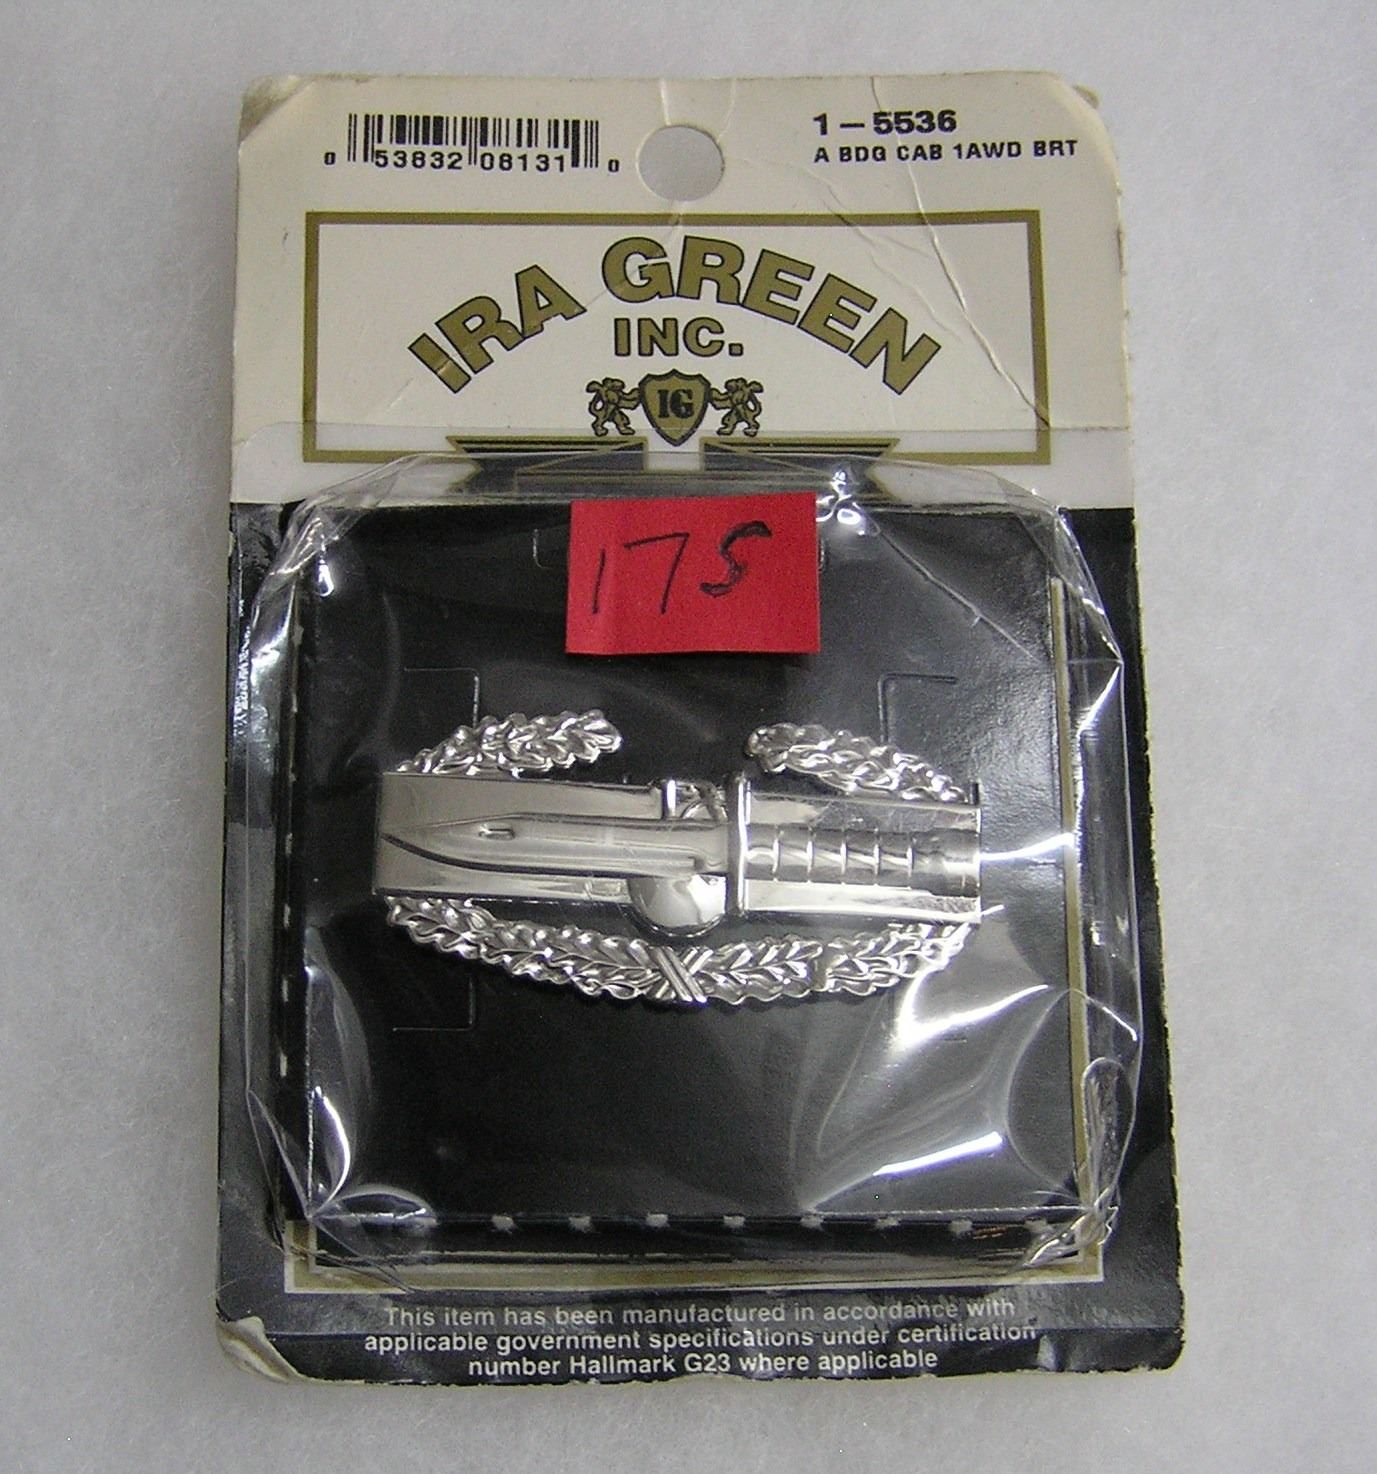 0 53832 08131 0
1-5536
A BDG CAB 1AWD BRT
IRA GREEN
INC.
IG
175
This item has been manufactured in accordance with
applicable government specifications under certification
number Hallmark G23 where applicable